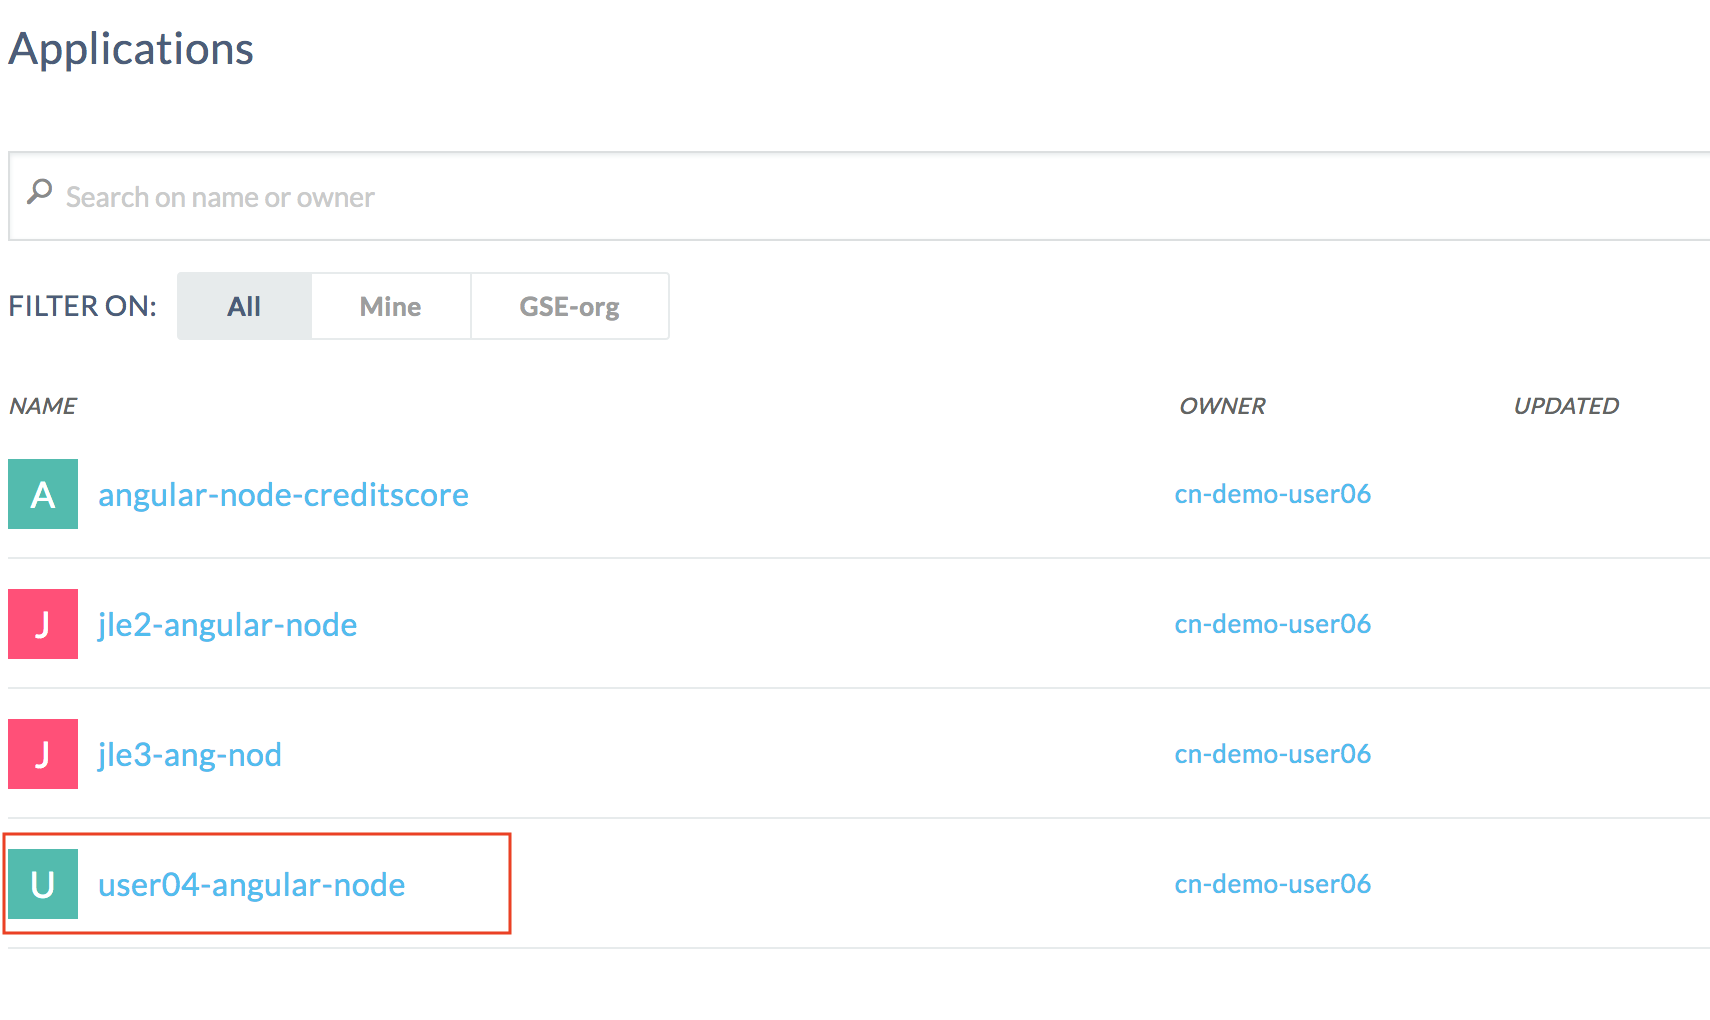 Applications
Search on name or owner
FILTER ON: All Mine GSE-org
NAME OWNER UPDATED
A angular-node-creditscore cn-demo-user06
J jle2-angular-node cn-demo-user06
J jle3-ang-nod cn-demo-user06
U user04-angular-node cn-demo-user06